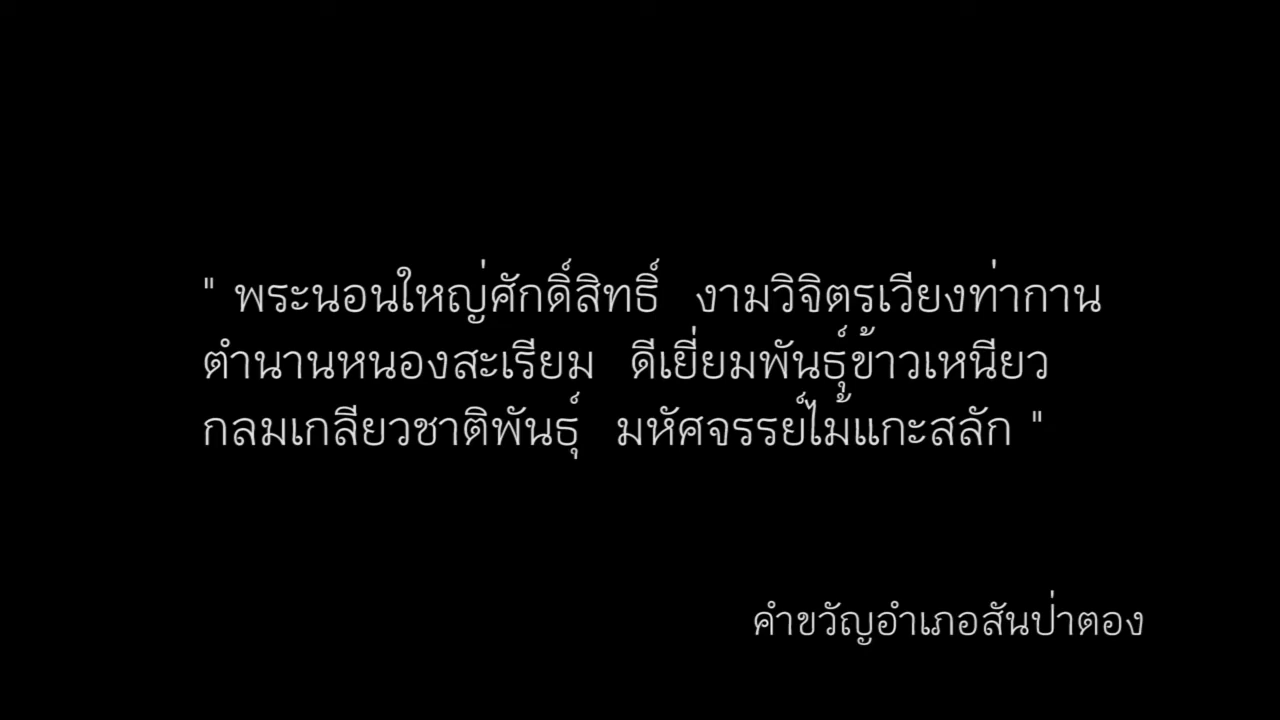 " พระนอนใหญ่ศักดิ์สิทธิ์ งามวิจิตรเวียงท่ากาน
ตำนานหนองสะเรียม ดีเยี่ยมพันธุ์ข้าวเหนียว
กลมเกลียวชาติพันธุ์ มหัศจรรย์ไม้แกะสลัก "
คำขวัญอำเภอสันป่าตอง